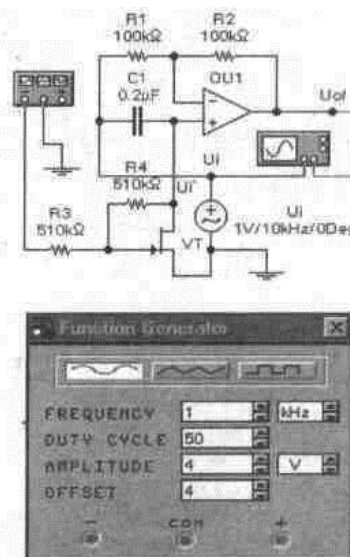 R1
100kΩ
R2
100kΩ
C1
0.2μF
OU1
Uof
R4
510kΩ
Ui
Ui'
R3
510kΩ
VT
Ui
1V/10kHz/0Deg
Function Generator
FREQUENCY 1 kHz
DUTY CYCLE 50
AMPLITUDE 4 V
OFFSET 4
- COM +